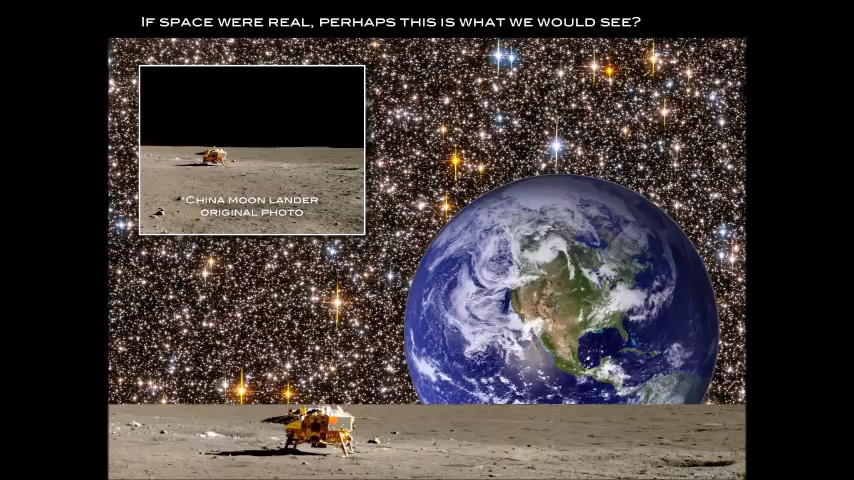 If space were real, perhaps this is what we would see?
*China moon lander
original photo